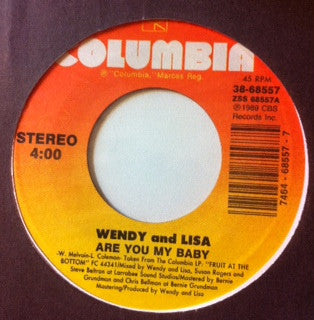 COLUMBIA
® "Columbia," Marcas Reg.
45 RPM
38-68557
ZSS 68557A
℗ 1989 CBS
Records Inc.
STEREO
4:00
7464-68557-7
WENDY and LISA
ARE YOU MY BABY
-W. Melvoin-L. Coleman- Taken From The Columbia LP: "FRUIT AT THE
BOTTOM" FC 44341/Mixed by Wendy and Lisa, Susan Rogers and
Steve Beltran at Larrabee Sound Studios/Mastered by Bernie
Grundman and Chris Bellman at Bernie Grundman
Mastering/Produced by Wendy and Lisa